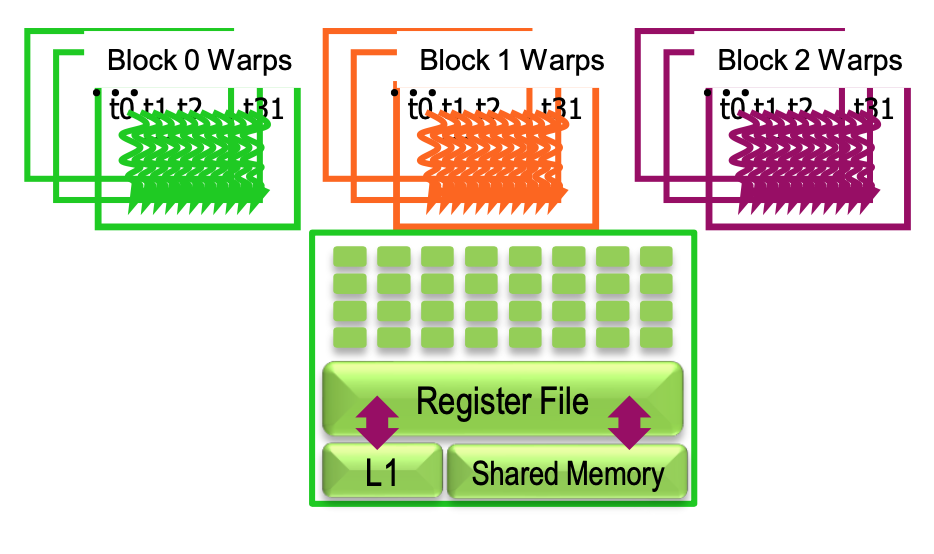 Block 0 Warps
Block 1 Warps
Block 2 Warps
• • •
t0 t1 t2 t31
• • •
t0 t1 t2 t31
• • •
t0 t1 t2 t31
Register File
L1
Shared Memory